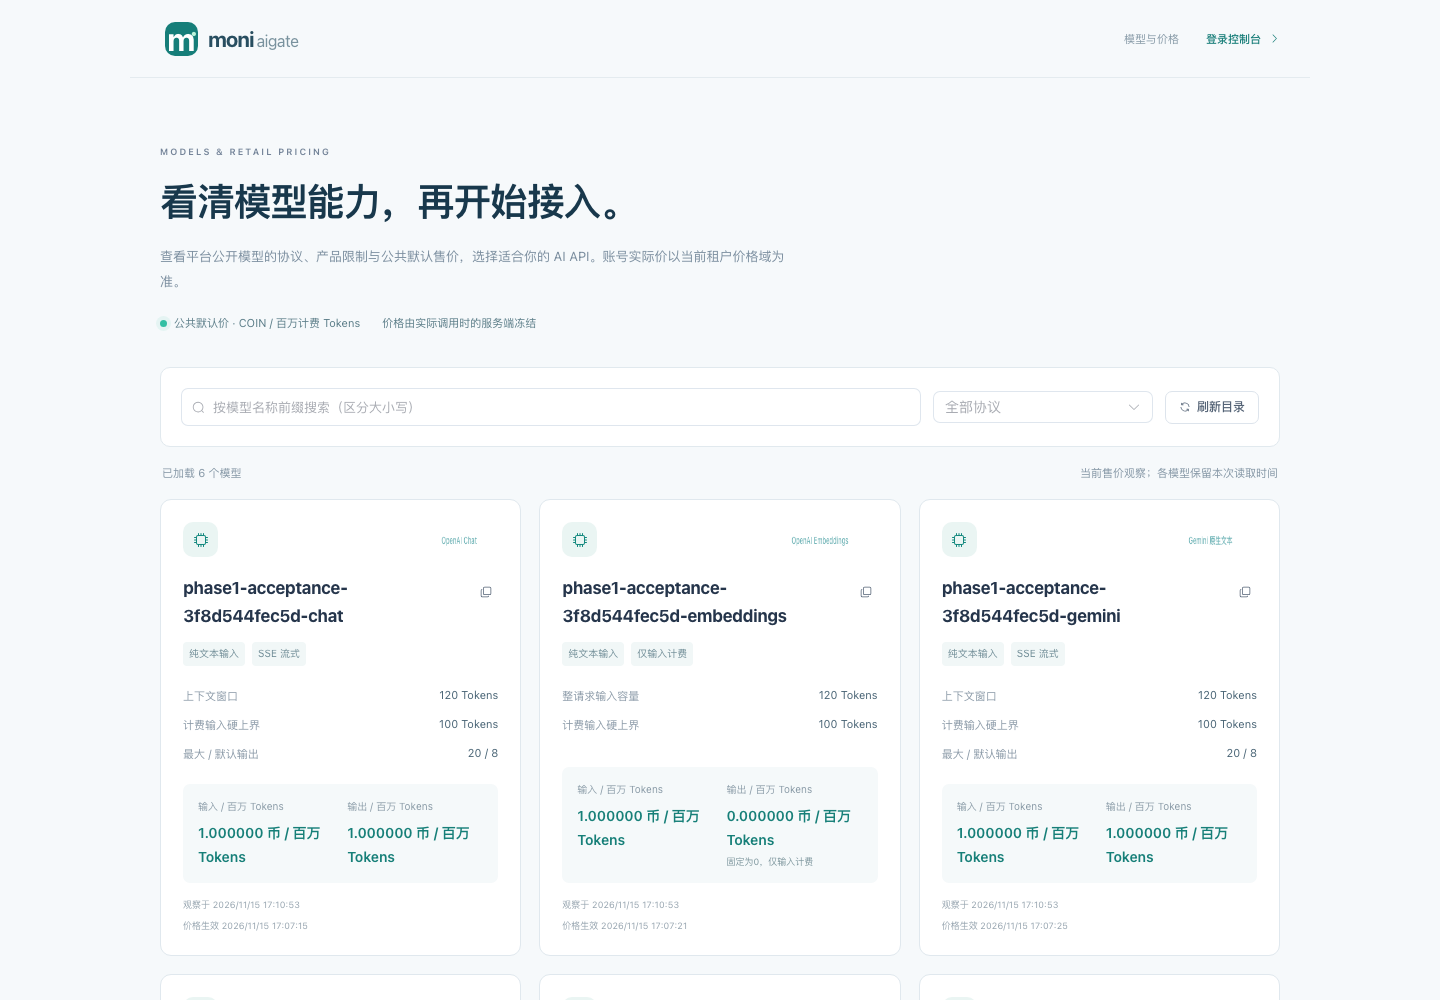 moni aigate
模型与价格
登录控制台
MODELS & RETAIL PRICING
看清模型能力，再开始接入。
查看平台公开模型的协议、产品限制与公共默认售价，选择适合你的 AI API。账号实际价以当前租户价格域为
准。
公共默认价 · COIN / 百万计费 Tokens
价格由实际调用时的服务端冻结
按模型名称前缀搜索（区分大小写）
全部协议
刷新目录
已加载 6 个模型
当前售价观察；各模型保留本次读取时间
OpenAI Chat
phase1-acceptance-
3f8d544fec5d-chat
纯文本输入
SSE 流式
上下文窗口
120 Tokens
计费输入硬上界
100 Tokens
最大 / 默认输出
20 / 8
输入 / 百万 Tokens
1.000000 币 / 百万
Tokens
输出 / 百万 Tokens
1.000000 币 / 百万
Tokens
观察于 2026/11/15 17:10:53
价格生效 2026/11/15 17:07:15
OpenAI Embeddings
phase1-acceptance-
3f8d544fec5d-embeddings
纯文本输入
仅输入计费
整请求输入容量
120 Tokens
计费输入硬上界
100 Tokens
输入 / 百万 Tokens
1.000000 币 / 百万
Tokens
输出 / 百万 Tokens
0.000000 币 / 百万
Tokens
固定为0，仅输入计费
观察于 2026/11/15 17:10:53
价格生效 2026/11/15 17:07:21
Gemini 原生文本
phase1-acceptance-
3f8d544fec5d-gemini
纯文本输入
SSE 流式
上下文窗口
120 Tokens
计费输入硬上界
100 Tokens
最大 / 默认输出
20 / 8
输入 / 百万 Tokens
1.000000 币 / 百万
Tokens
输出 / 百万 Tokens
1.000000 币 / 百万
Tokens
观察于 2026/11/15 17:10:53
价格生效 2026/11/15 17:07:25